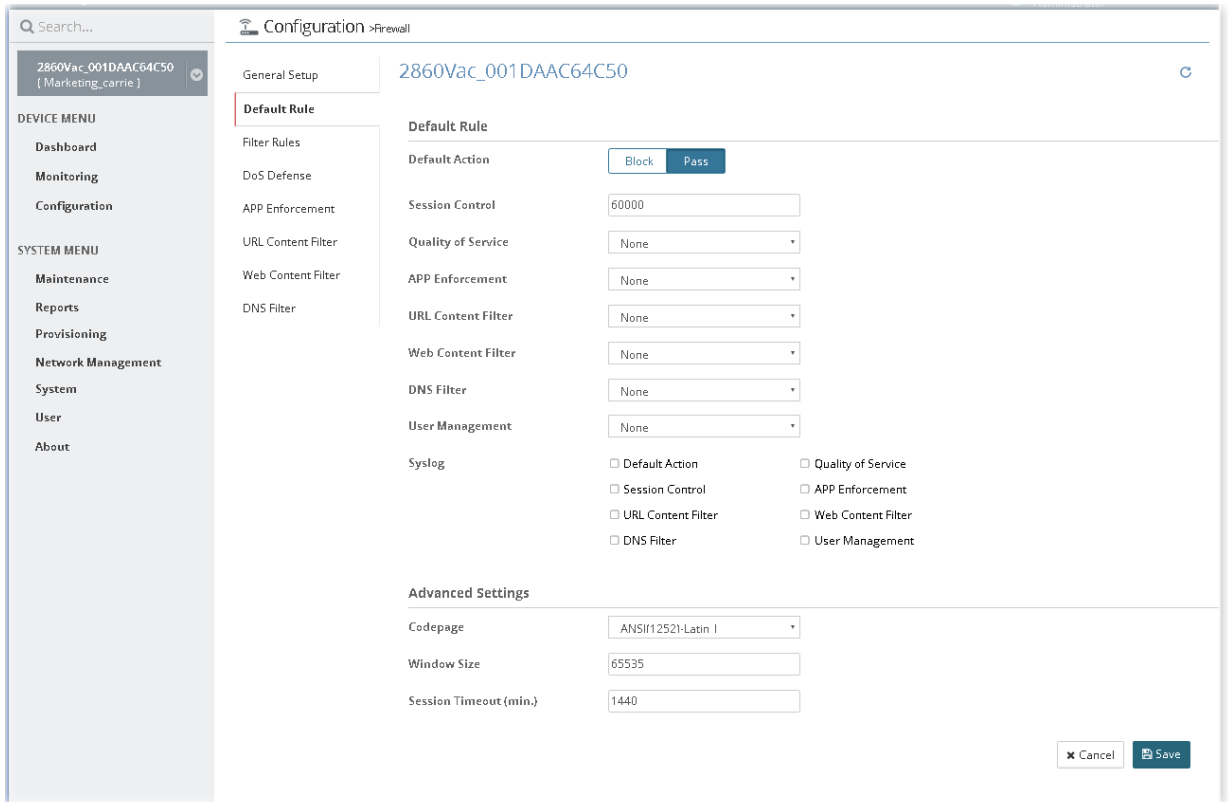 Search...
Configuration >Firewall
2860Vac_001DAAC64C50
[ Marketing_carrie ]
DEVICE MENU
Dashboard
Monitoring
Configuration
SYSTEM MENU
Maintenance
Reports
Provisioning
Network Management
System
User
About
General Setup
Default Rule
Filter Rules
DoS Defense
APP Enforcement
URL Content Filter
Web Content Filter
DNS Filter
2860Vac_001DAAC64C50
Default Rule
Default Action Block Pass
Session Control 60000
Quality of Service None
APP Enforcement None
URL Content Filter None
Web Content Filter None
DNS Filter None
User Management None
Syslog Default Action Quality of Service
Session Control APP Enforcement
URL Content Filter Web Content Filter
DNS Filter User Management
Advanced Settings
Codepage ANSI(1252)-Latin I
Window Size 65535
Session Timeout (min.) 1440
Cancel Save